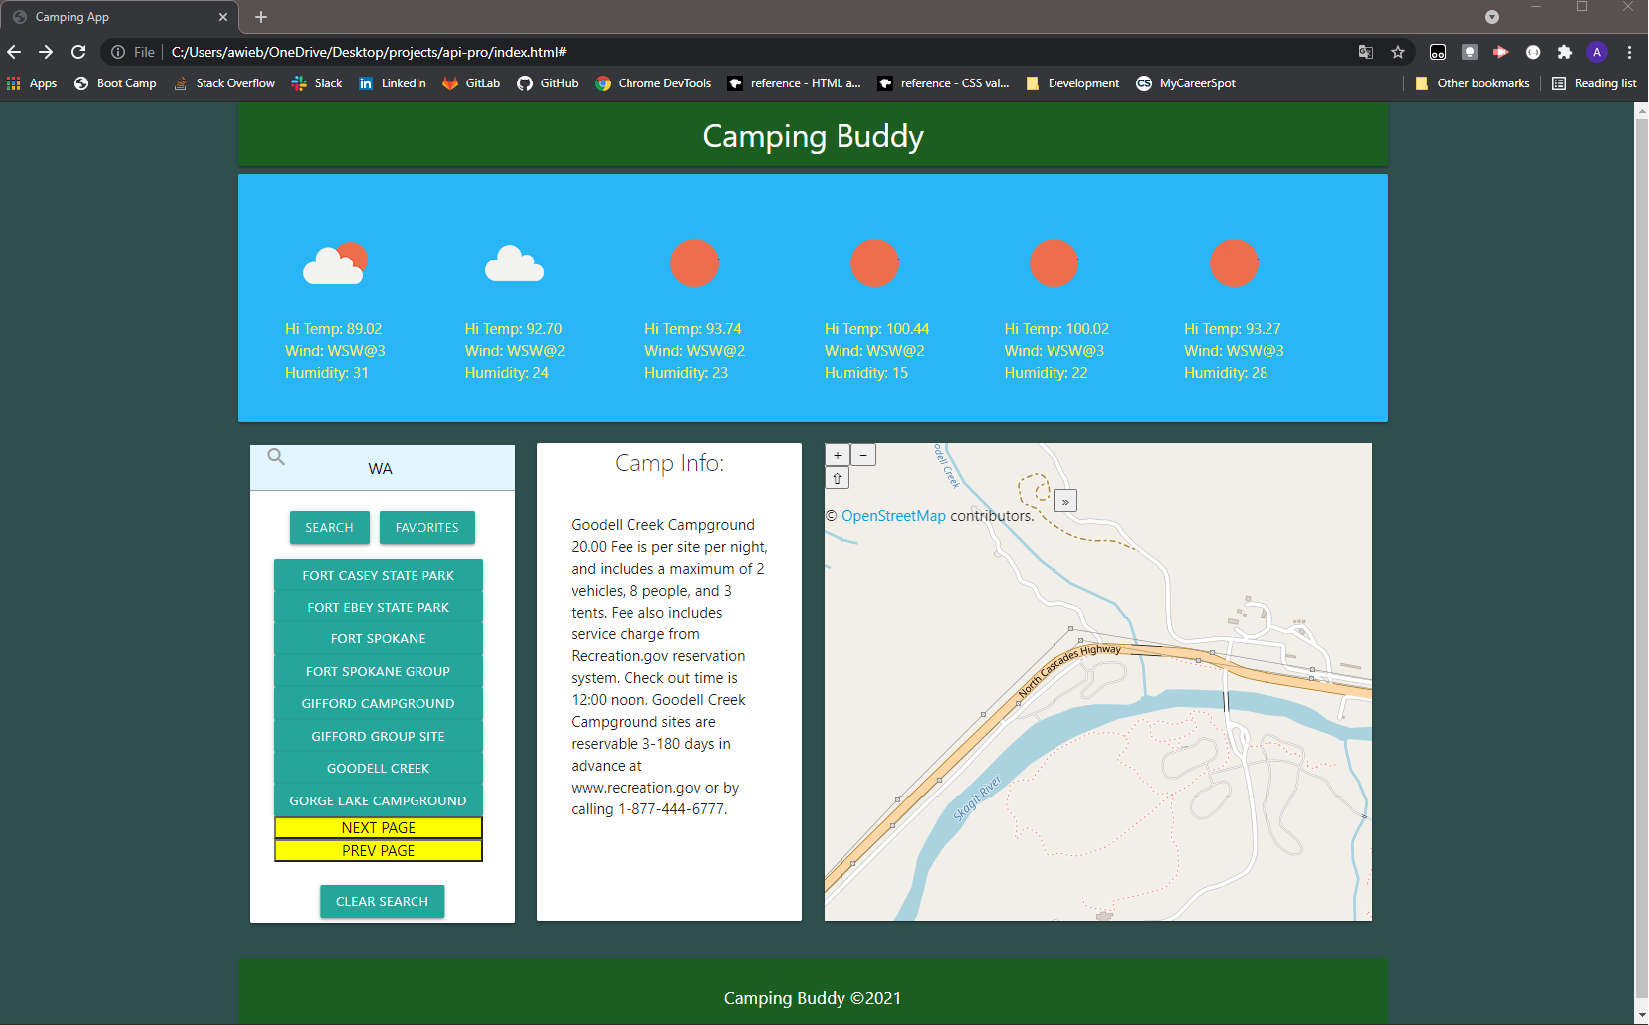 Camping App
File
C:/Users/awieb/OneDrive/Desktop/projects/api-pro/index.html#
A
Apps
Boot Camp
Stack Overflow
Slack
LinkedIn
GitLab
GitHub
Chrome DevTools
reference - HTML a...
reference - CSS val...
Development
CS
MyCareerSpot
Other bookmarks
Reading list
Camping Buddy
Hi Temp: 89.02
Wind: WSW@3
Humidity: 31
Hi Temp: 92.70
Wind: WSW@2
Humidity: 24
Hi Temp: 93.74
Wind: WSW@2
Humidity: 23
Hi Temp: 100.44
Wind: WSW@2
Humidity: 15
Hi Temp: 100.02
Wind: WSW@3
Humidity: 22
Hi Temp: 93.27
Wind: WSW@3
Humidity: 28
WA
SEARCH
FAVORITES
FORT CASEY STATE PARK
FORT EBEY STATE PARK
FORT SPOKANE
FORT SPOKANE GROUP
GIFFORD CAMPGROUND
GIFFORD GROUP SITE
GOODELL CREEK
GORGE LAKE CAMPGROUND
NEXT PAGE
PREV PAGE
CLEAR SEARCH
Camp Info:
Goodell Creek Campground
20.00 Fee is per site per night,
and includes a maximum of 2
vehicles, 8 people, and 3
tents. Fee also includes
service charge from
Recreation.gov reservation
system. Check out time is
12:00 noon. Goodell Creek
Campground sites are
reservable 3-180 days in
advance at
www.recreation.gov or by
calling 1-877-444-6777.
+
−
⇧
»
© OpenStreetMap contributors.
odell Creek
North Cascades Highway
Skagit River
Camping Buddy ©2021